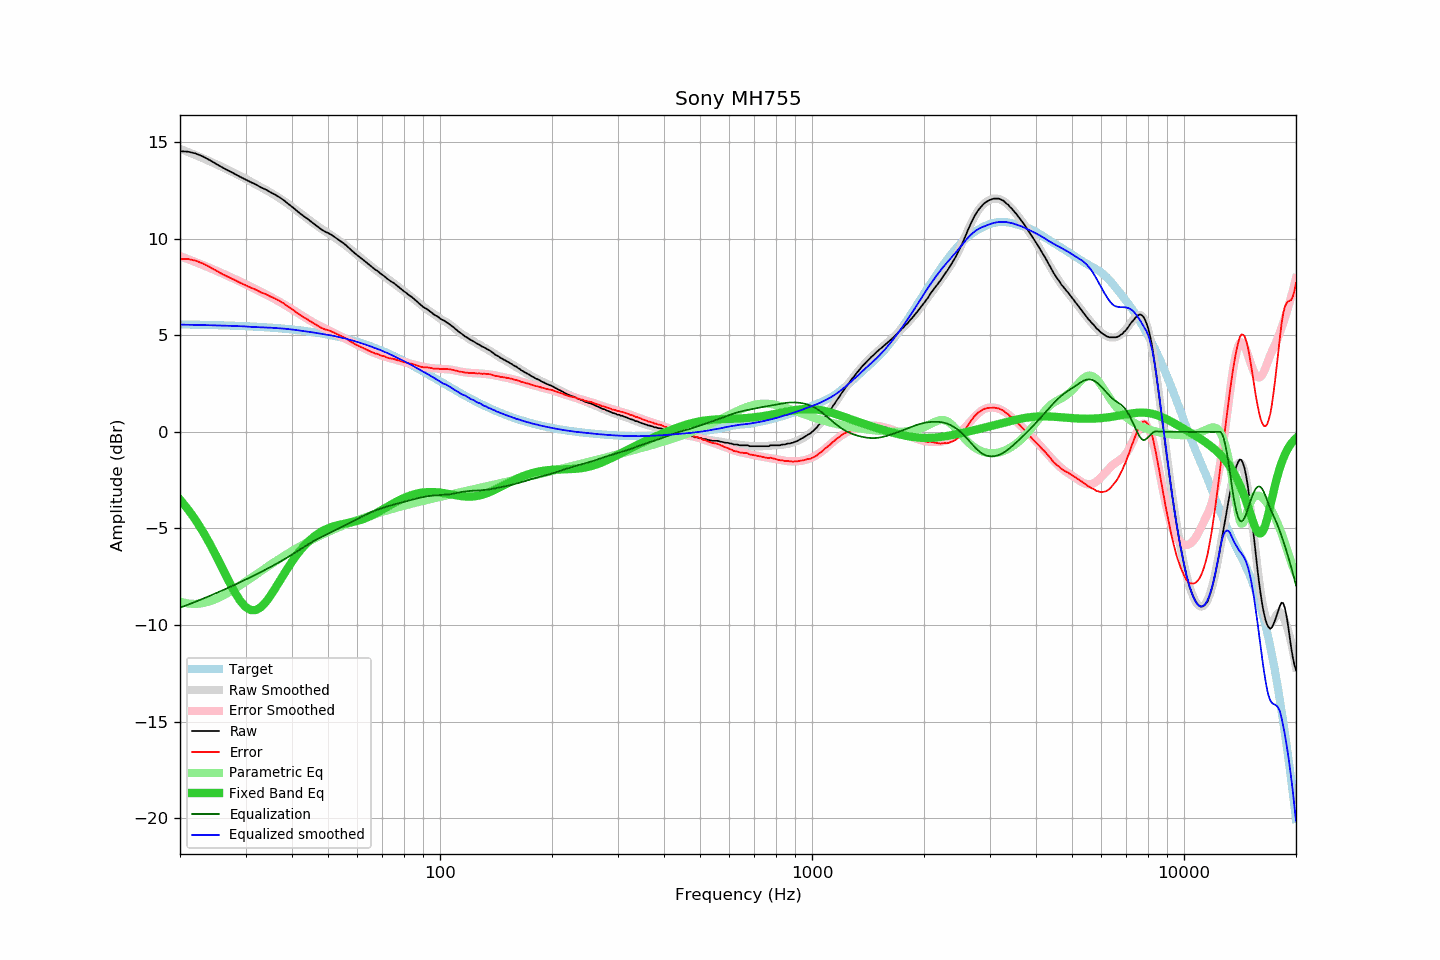 Sony MH755
Amplitude (dBr)
15
10
5
0
−5
−10
−15
−20
Target
Raw Smoothed
Error Smoothed
Raw
Error
Parametric Eq
Fixed Band Eq
Equalization
Equalized smoothed
100
1000
10000
Frequency (Hz)